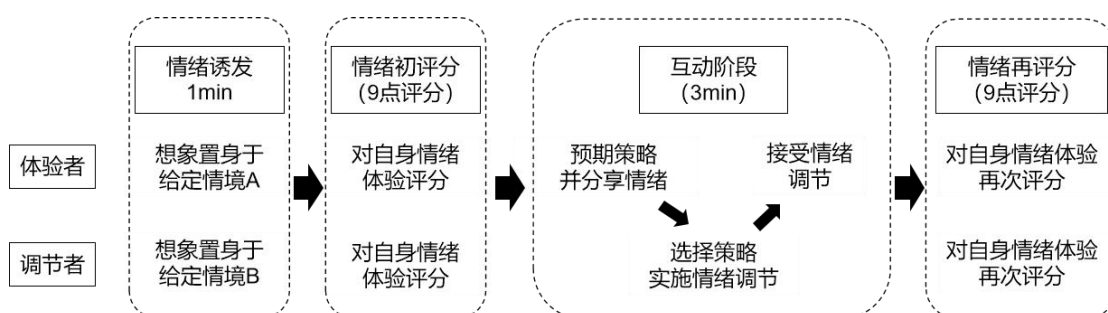 情绪诱发
1min
情绪初评分
（9点评分）
互动阶段
（3min）
情绪再评分
（9点评分）
体验者
想象置身于
给定情境A
对自身情绪
体验评分
预期策略
并分享情绪
接受情绪
调节
对自身情绪体验
再次评分
调节者
想象置身于
给定情境B
对自身情绪
体验评分
选择策略
实施情绪调节
对自身情绪体验
再次评分